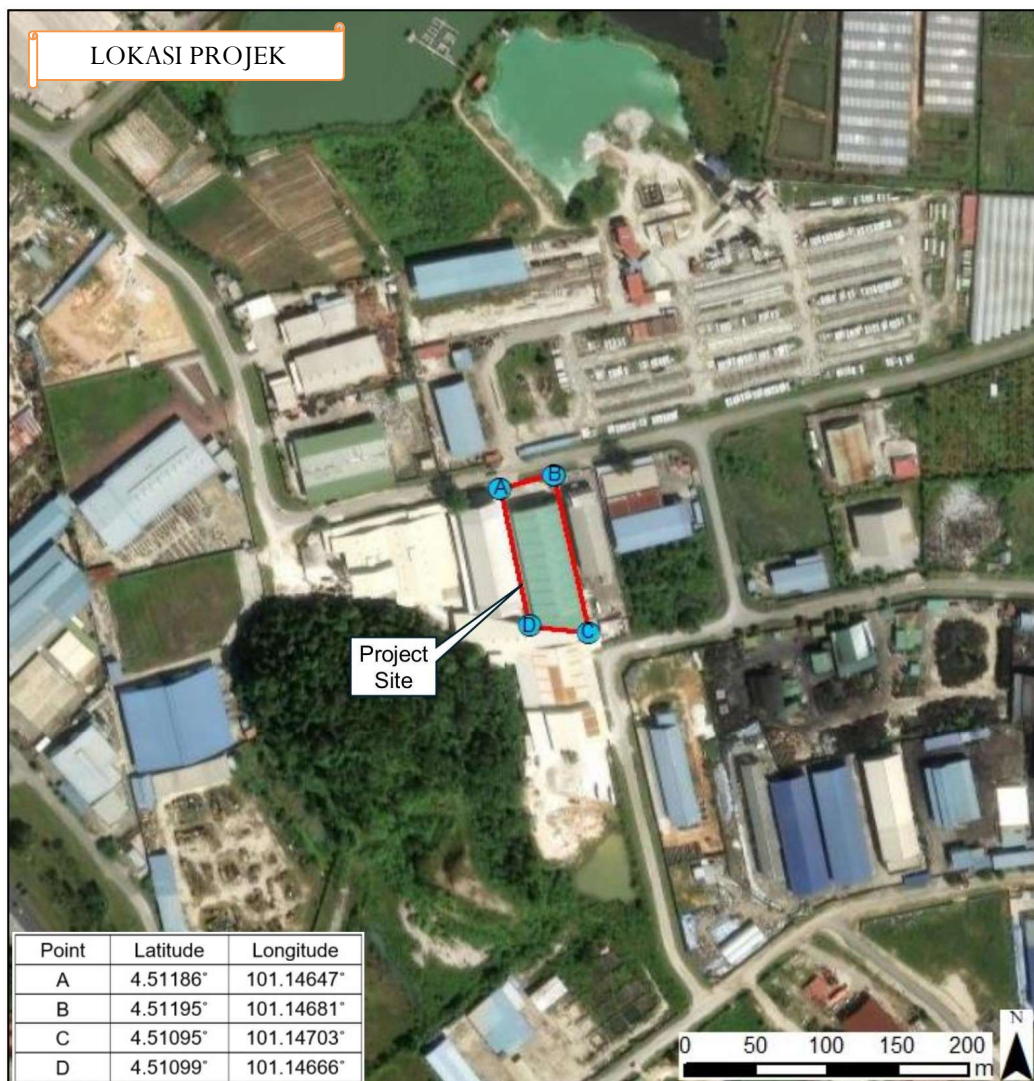 LOKASI PROJEK
A
B
C
D
Project
Site
Point Latitude Longitude
A 4.51186° 101.14647°
B 4.51195° 101.14681°
C 4.51095° 101.14703°
D 4.51099° 101.14666°
0 50 100 150 200
m
N